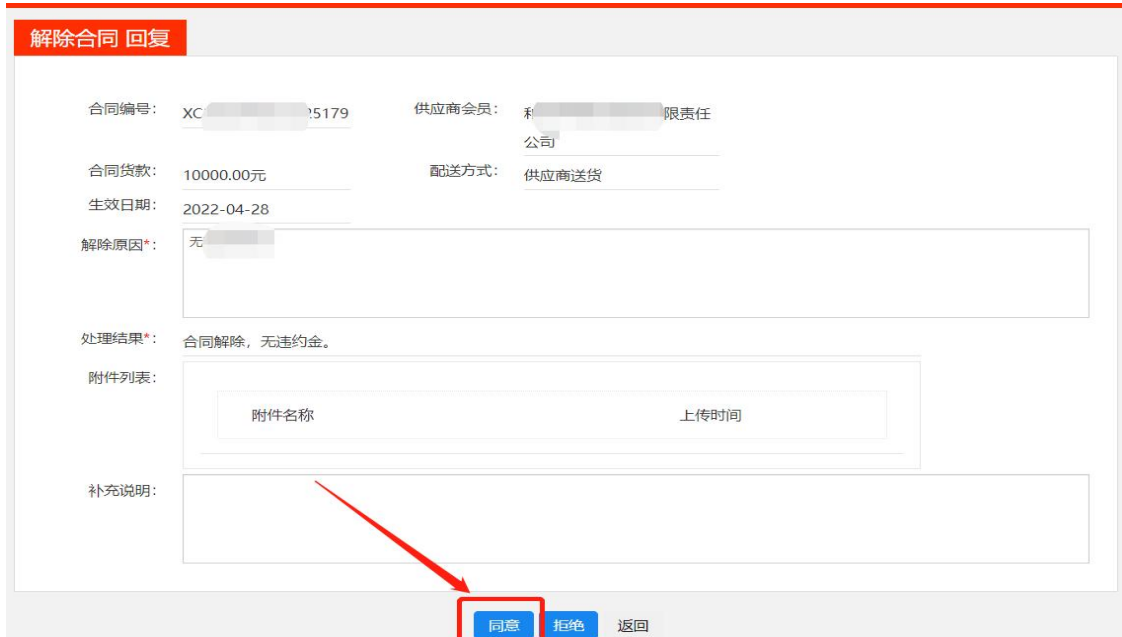 解除合同 回复
合同编号： XC 25179 供应商会员： 限责任
公司
合同货款： 10000.00元 配送方式： 供应商送货
生效日期： 2022-04-28
解除原因*： 无
处理结果*： 合同解除，无违约金。
附件列表：
附件名称 上传时间
补充说明：
同意 拒绝 返回